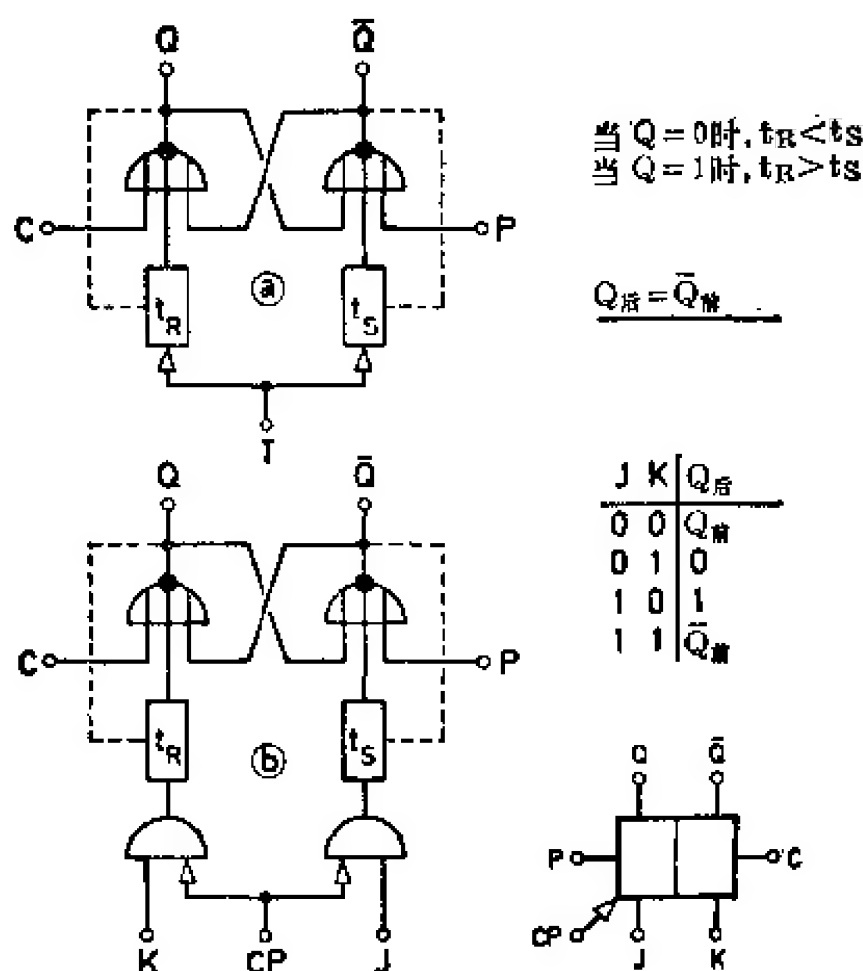 Q Q̄
当 Q=0时, tR<tS
当 Q=1时, tR>tS
C P
ⓐ
tR tS
Q后=Q̄前
T
Q Q̄
J K Q后
0 0 Q前
0 1 0
1 0 1
1 1 Q̄前
C P
tR tS
ⓑ
Q Q̄
P C
CP
J K
K CP J